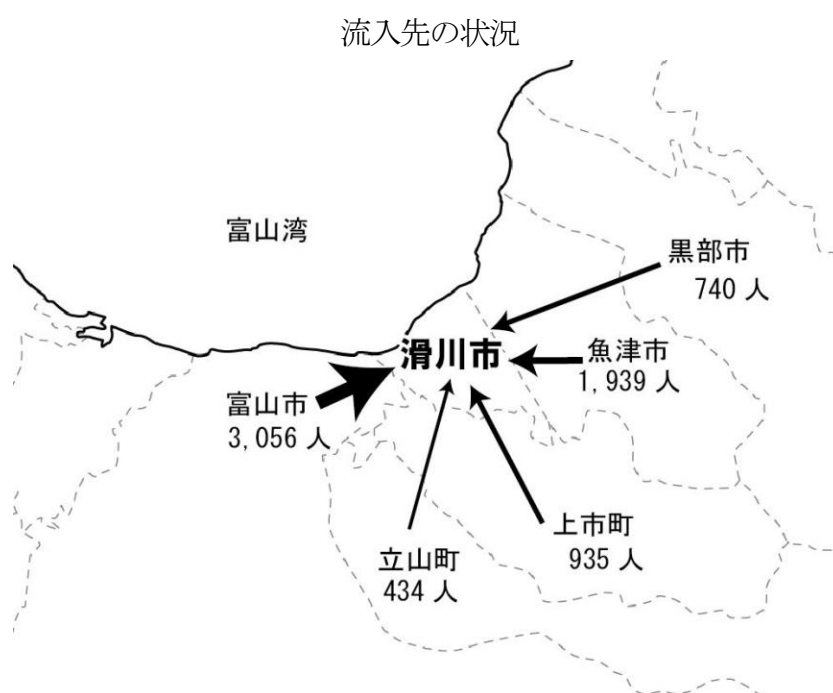 流入先の状況
富山湾
黒部市
740 人
滑川市
魚津市
1,939 人
富山市
3,056 人
上市町
935 人
立山町
434 人